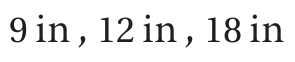 9 in , 12 in , 18 in